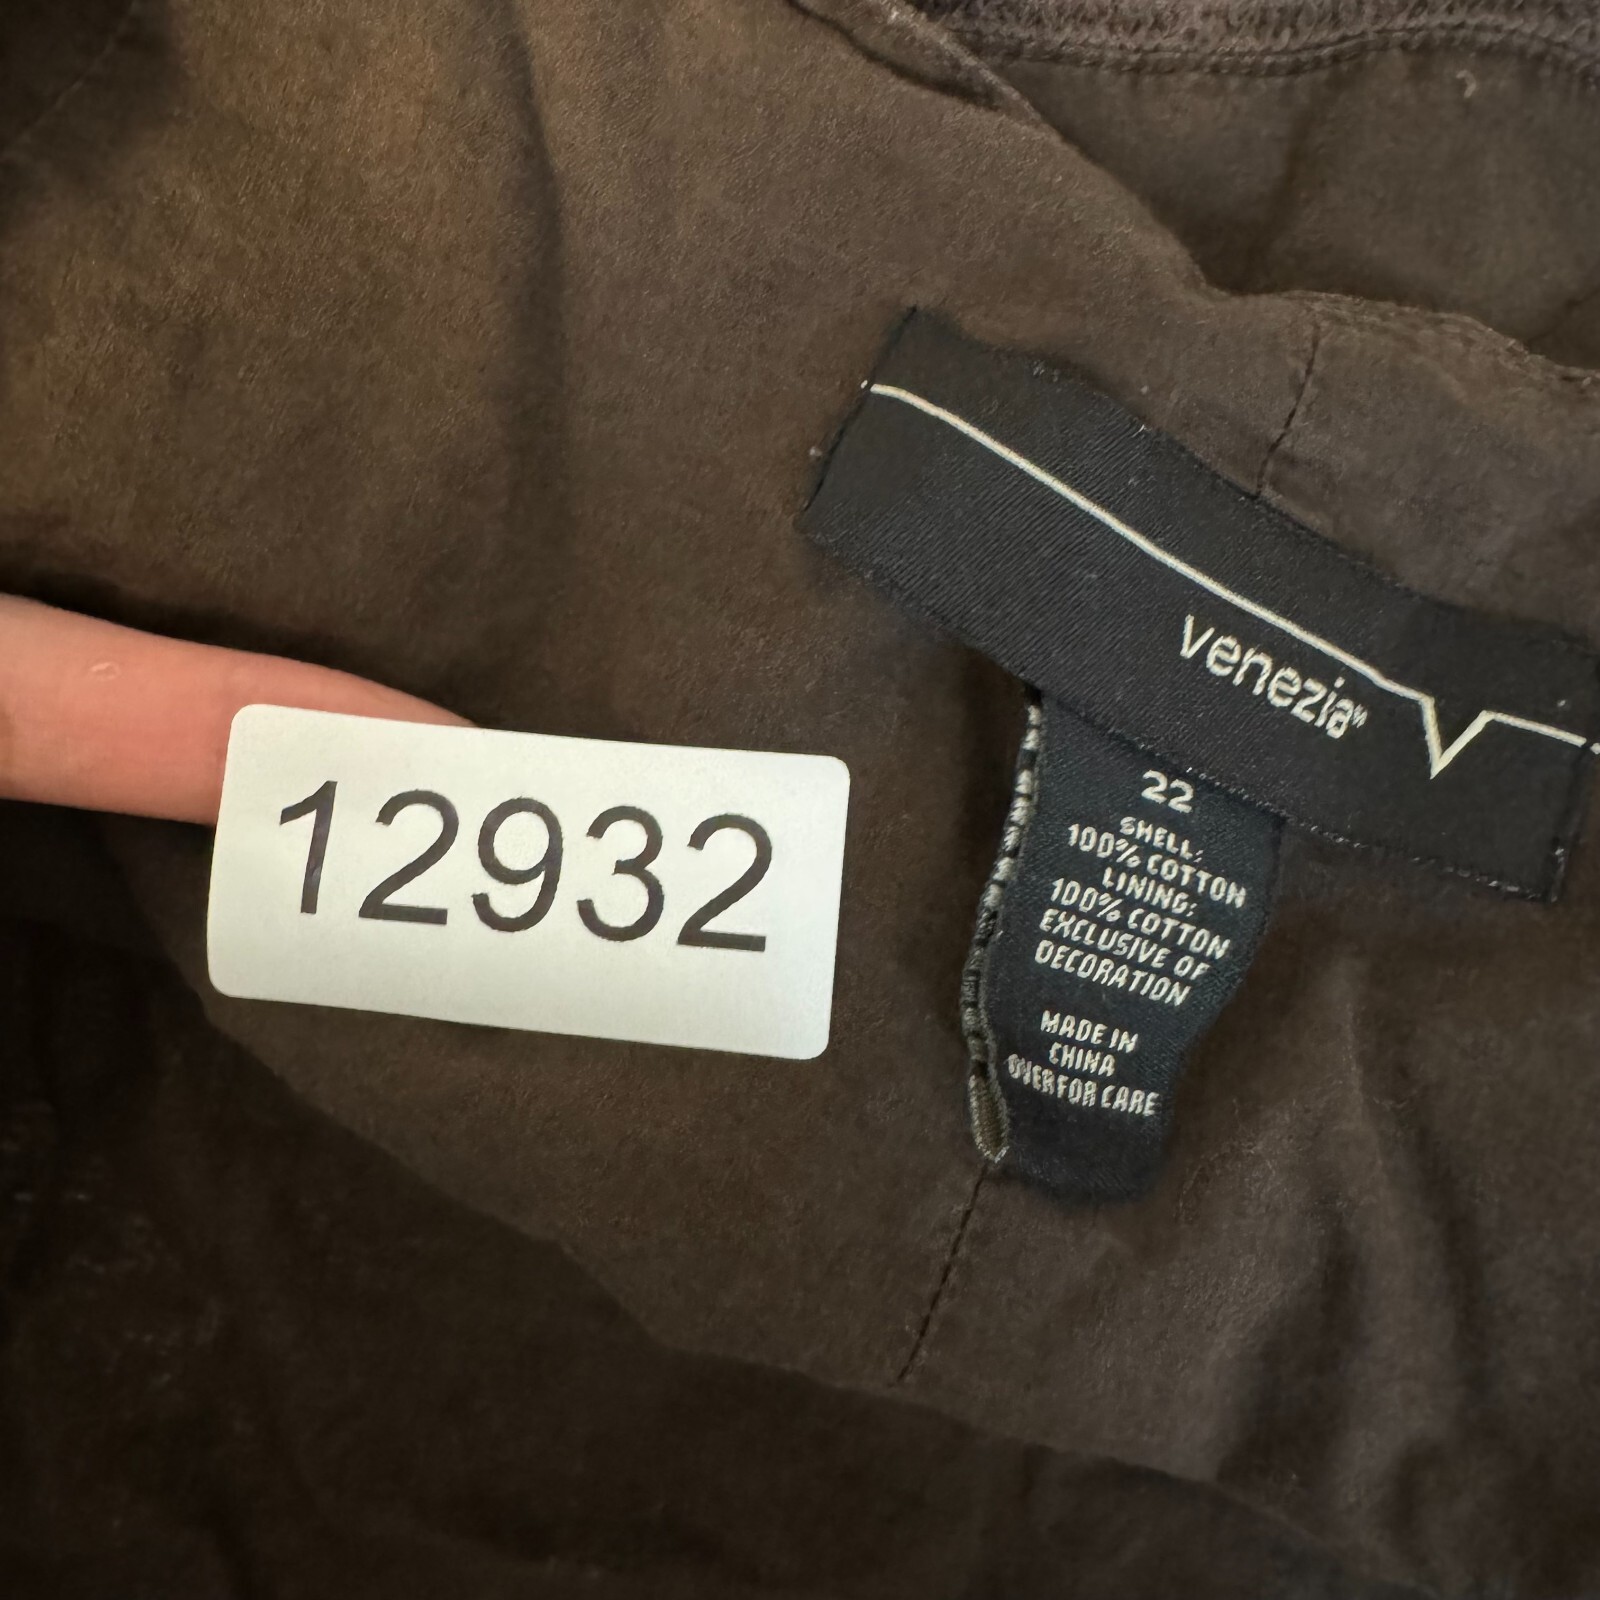 12932
venezia
22
SHELL:
100% COTTON
LINING:
100% COTTON
EXCLUSIVE OF
DECORATION
MADE IN
CHINA
OVER FOR CARE